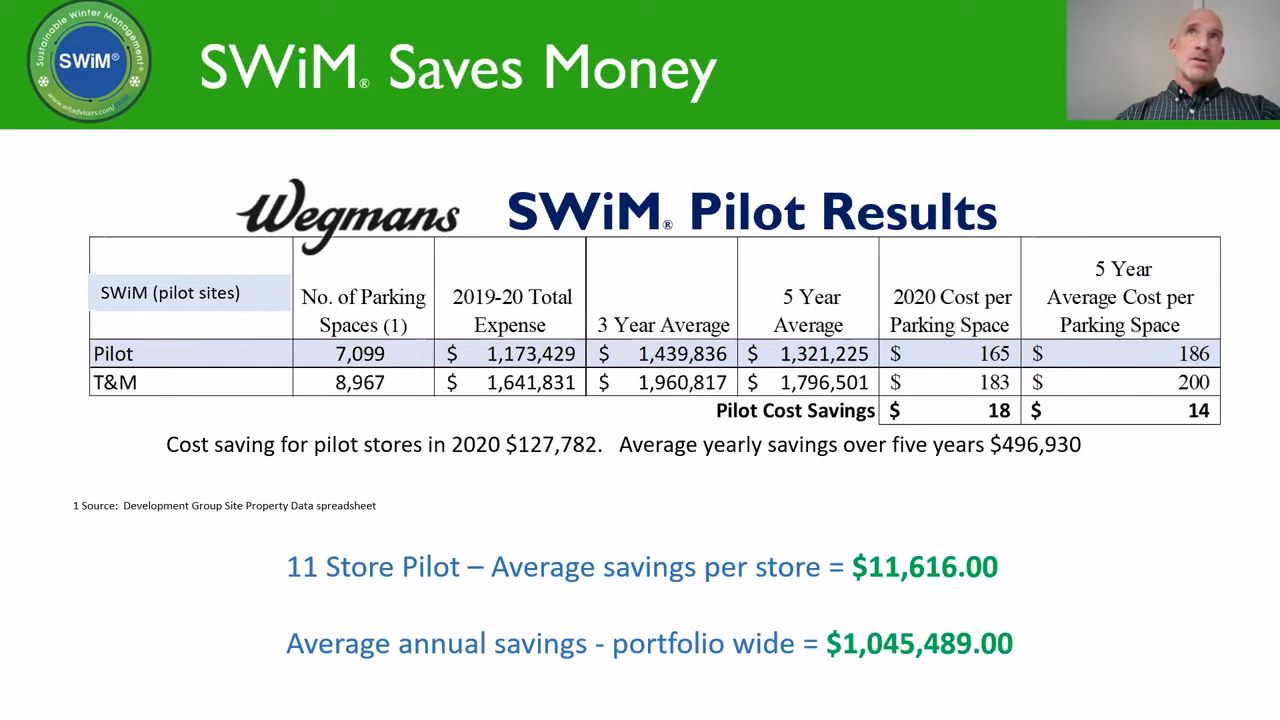 Sustainable Winter Management®
SWiM®
SWiM® Saves Money
Wegmans SWiM® Pilot Results
SWiM (pilot sites) No. of Parking Spaces (1) 2019-20 Total Expense 3 Year Average 5 Year Average 2020 Cost per Parking Space 5 Year Average Cost per Parking Space
Pilot 7,099 $ 1,173,429 $ 1,439,836 $ 1,321,225 $ 165 $ 186
T&M 8,967 $ 1,641,831 $ 1,960,817 $ 1,796,501 $ 183 $ 200
Pilot Cost Savings $ 18 $ 14
Cost saving for pilot stores in 2020 $127,782. Average yearly savings over five years $496,930
1 Source: Development Group Site Property Data spreadsheet
11 Store Pilot – Average savings per store = $11,616.00
Average annual savings - portfolio wide = $1,045,489.00